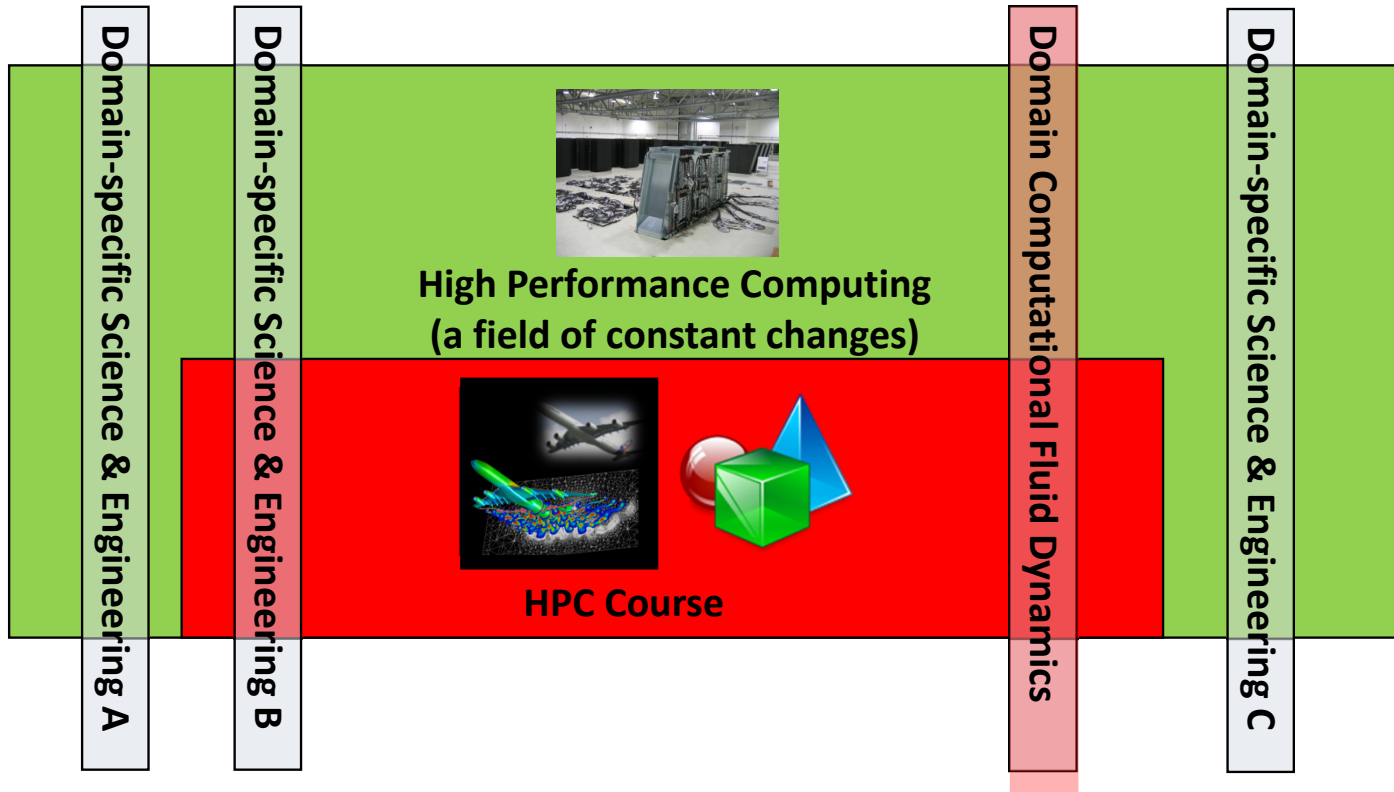 Domain-specific Science & Engineering A
Domain-specific Science & Engineering B
High Performance Computing
(a field of constant changes)
HPC Course
Domain Computational Fluid Dynamics
Domain-specific Science & Engineering C